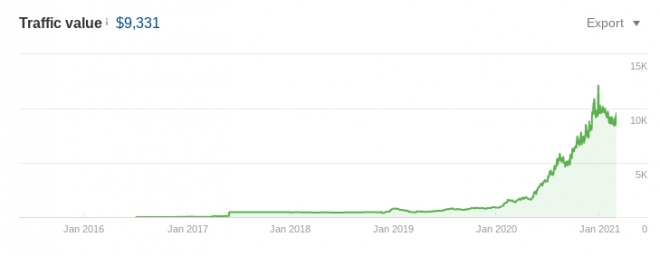 Traffic value i $9,331
Export ▼
15K
10K
5K
Jan 2016 Jan 2017 Jan 2018 Jan 2019 Jan 2020 Jan 2021 0